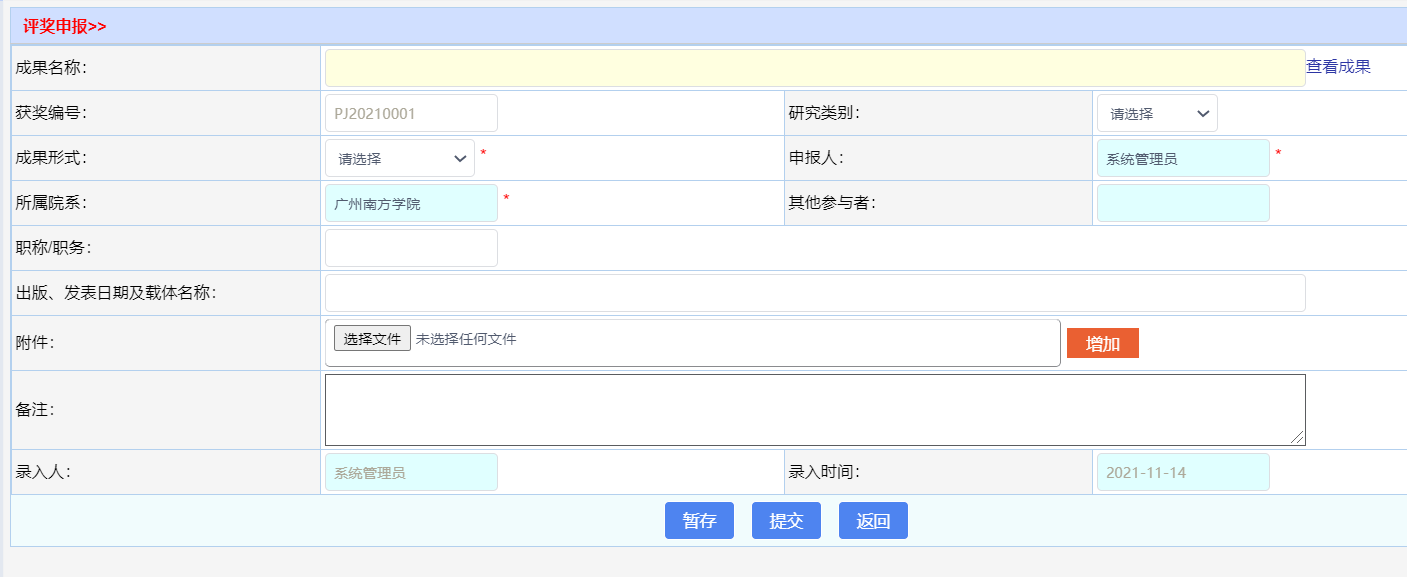 评奖申报>>
成果名称： 查看成果
获奖编号： PJ20210001 研究类别： 请选择
成果形式： 请选择 * 申报人： 系统管理员 *
所属院系： 广州南方学院 * 其他参与者：
职称/职务：
出版、发表日期及载体名称：
附件： 选择文件 未选择任何文件 增加
备注：
录入人： 系统管理员 录入时间： 2021-11-14
暂存 提交 返回